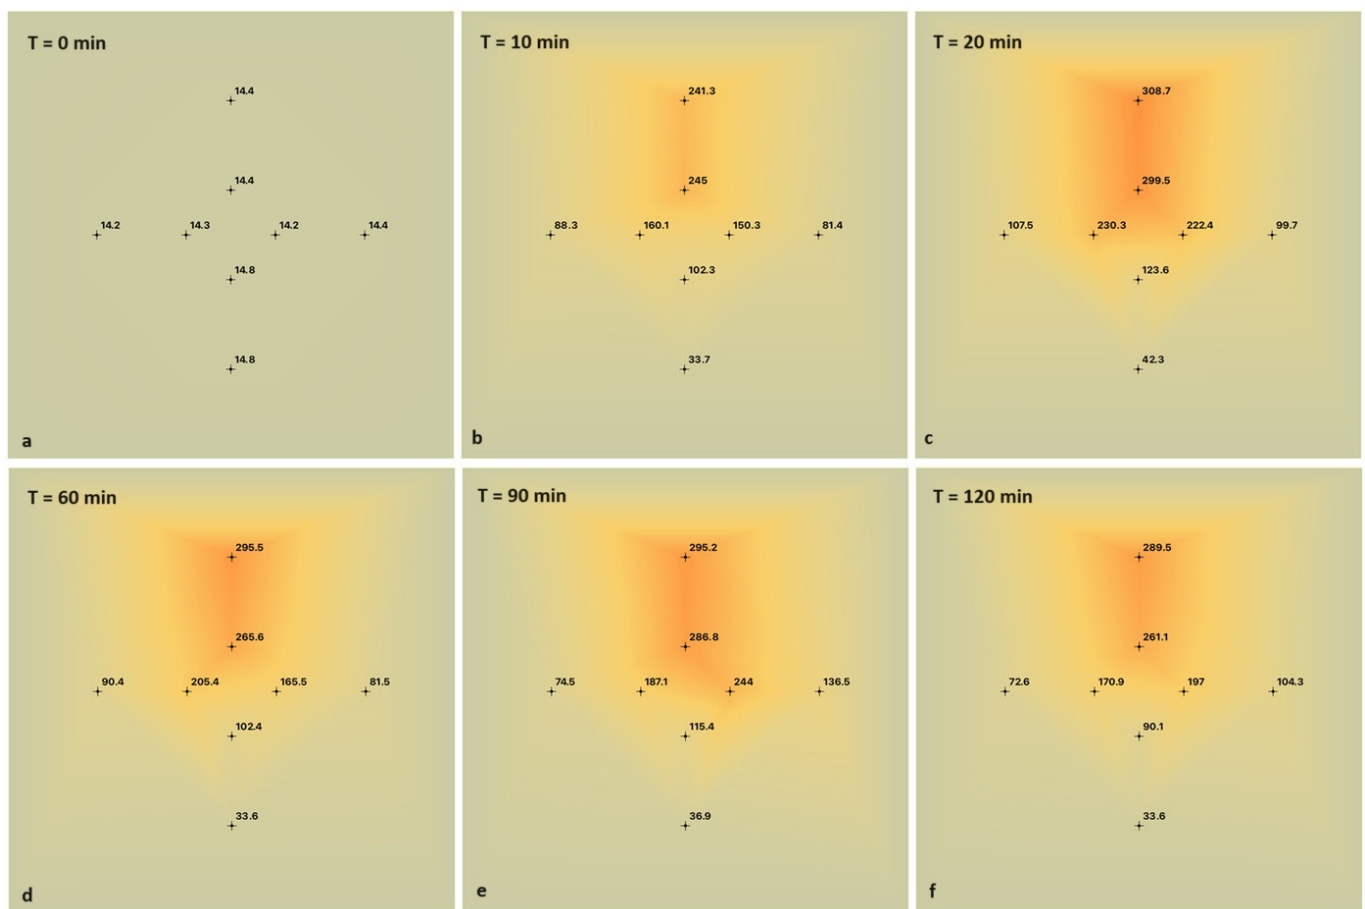 T = 0 min
14.4
14.4
14.2 14.3 14.2 14.4
14.8
14.8
a
T = 10 min
241.3
245
88.3 160.1 150.3 81.4
102.3
33.7
b
T = 20 min
308.7
299.5
107.5 230.3 222.4 99.7
123.6
42.3
c
T = 60 min
295.5
265.6
90.4 205.4 165.5 81.5
102.4
33.6
d
T = 90 min
295.2
286.8
74.5 187.1 244 136.5
115.4
36.9
e
T = 120 min
289.5
261.1
72.6 170.9 197 104.3
90.1
33.6
f